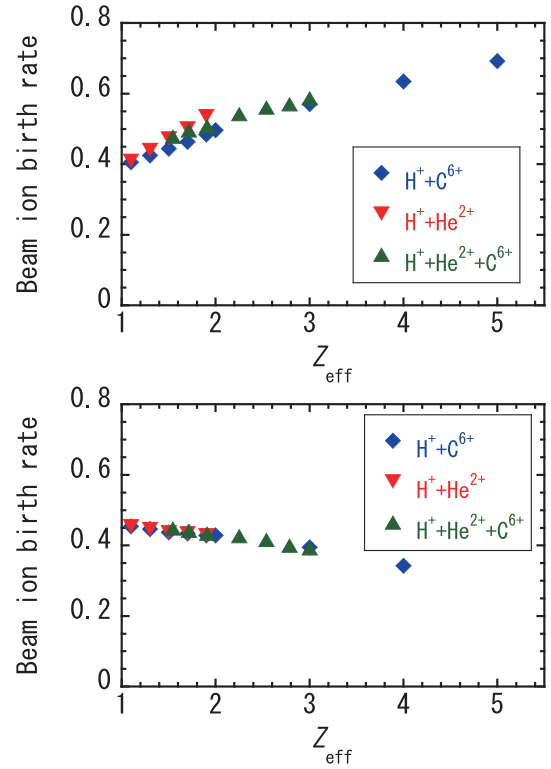 0.8
0.6
0.4
0.2
0
Beam ion birth rate
H⁺+C⁶⁺
H⁺+He²⁺
H⁺+He²⁺+C⁶⁺
1 2 3 4 5
Z_eff
0.8
0.6
0.4
0.2
0
Beam ion birth rate
H⁺+C⁶⁺
H⁺+He²⁺
H⁺+He²⁺+C⁶⁺
1 2 3 4 5
Z_eff